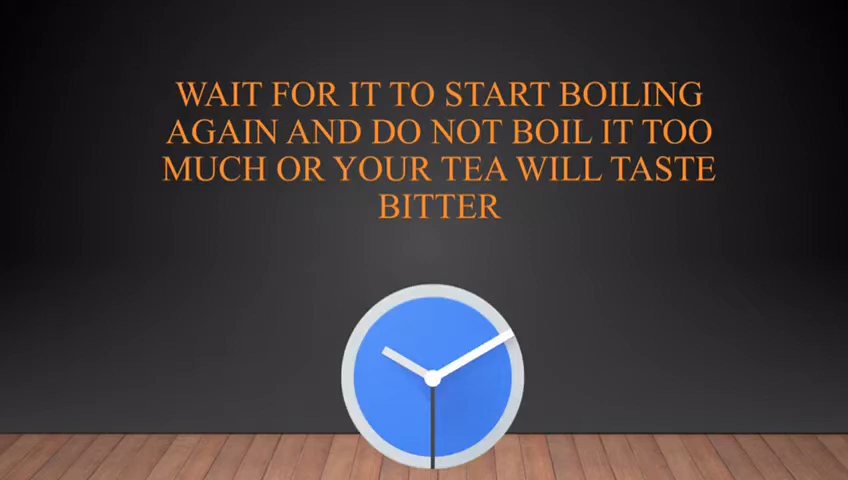 WAIT FOR IT TO START BOILING
AGAIN AND DO NOT BOIL IT TOO
MUCH OR YOUR TEA WILL TASTE
BITTER